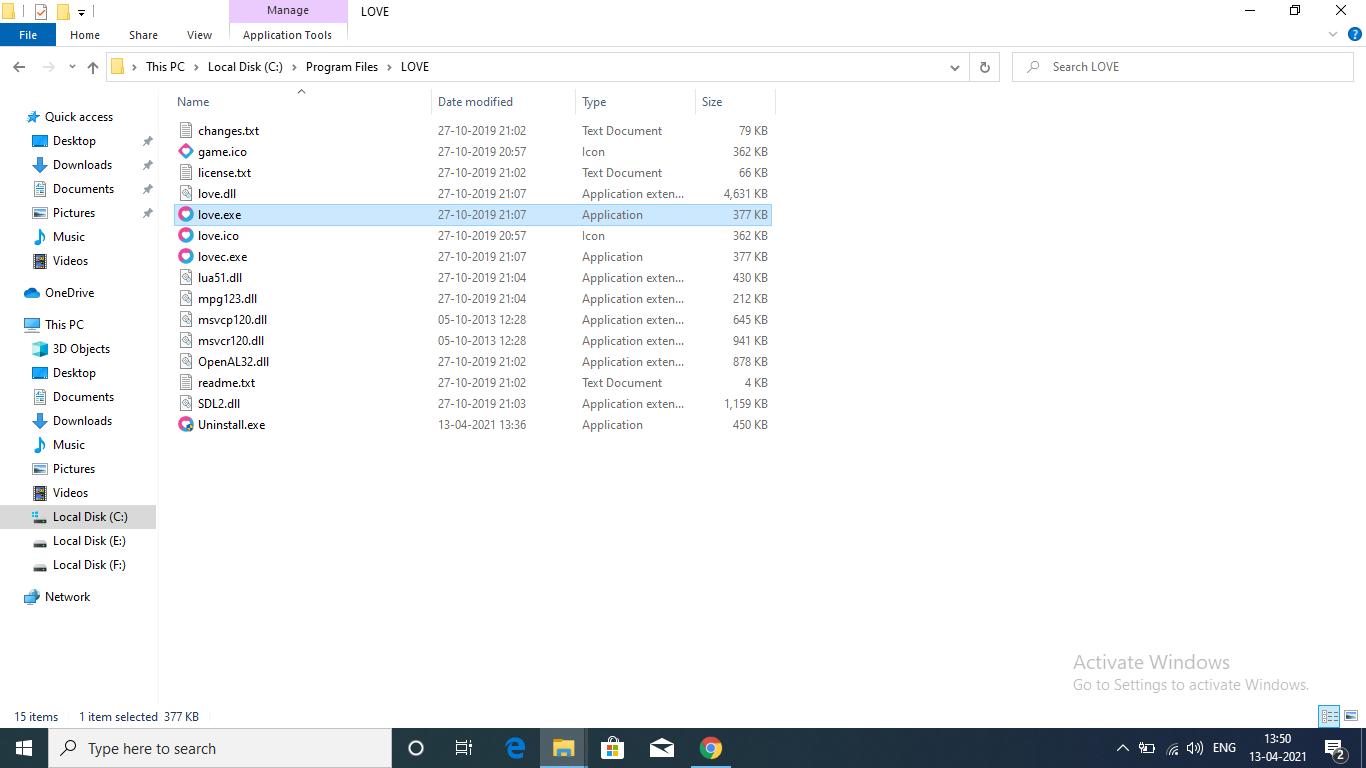 Manage
LOVE
File
Home
Share
View
Application Tools
This PC
Local Disk (C:)
Program Files
LOVE
Search LOVE
Quick access
Desktop
Downloads
Documents
Pictures
Music
Videos
OneDrive
This PC
3D Objects
Desktop
Documents
Downloads
Music
Pictures
Videos
Local Disk (C:)
Local Disk (E:)
Local Disk (F:)
Network
Name Date modified Type Size
changes.txt 27-10-2019 21:02 Text Document 79 KB
game.ico 27-10-2019 20:57 Icon 362 KB
license.txt 27-10-2019 21:02 Text Document 66 KB
love.dll 27-10-2019 21:07 Application exten... 4,631 KB
love.exe 27-10-2019 21:07 Application 377 KB
love.ico 27-10-2019 20:57 Icon 362 KB
lovec.exe 27-10-2019 21:07 Application 377 KB
lua51.dll 27-10-2019 21:04 Application exten... 430 KB
mpg123.dll 27-10-2019 21:04 Application exten... 212 KB
msvcp120.dll 05-10-2013 12:28 Application exten... 645 KB
msvcr120.dll 05-10-2013 12:28 Application exten... 941 KB
OpenAL32.dll 27-10-2019 21:02 Application exten... 878 KB
readme.txt 27-10-2019 21:02 Text Document 4 KB
SDL2.dll 27-10-2019 21:03 Application exten... 1,159 KB
Uninstall.exe 13-04-2021 13:36 Application 450 KB
Activate Windows
Go to Settings to activate Windows.
15 items 1 item selected 377 KB
Type here to search
ENG
13:50
13-04-2021
2